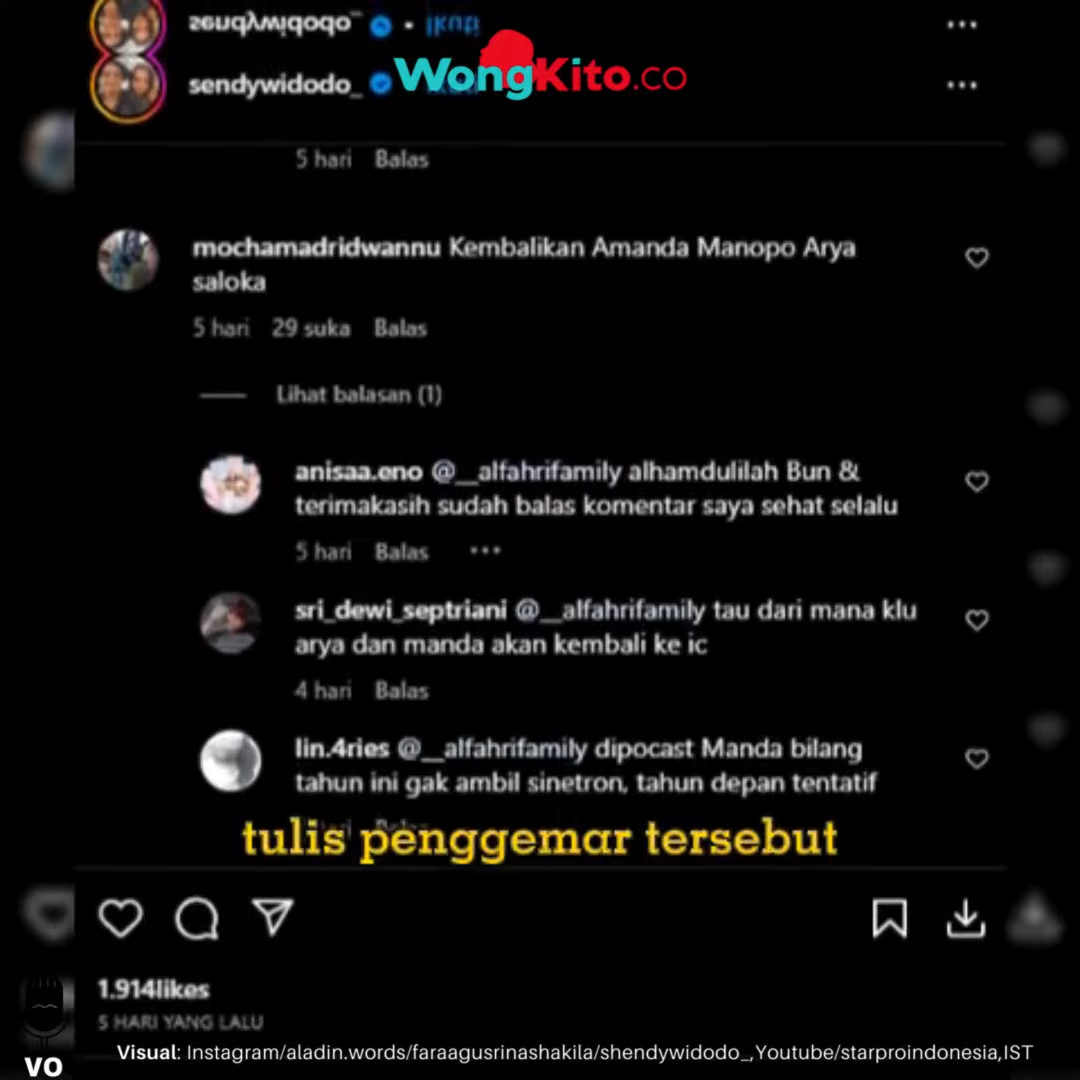 sendywidodo_
WongKito.co
5 hari Balas
mochamadridwannu Kembalikan Amanda Manopo Arya
saloka
5 hari 29 suka Balas
Lihat balasan (1)
anisaa.eno @__alfahrifamily alhamdulilah Bun &
terimakasih sudah balas komentar saya sehat selalu
5 hari Balas
sri_dewi_septriani @__alfahrifamily tau dari mana klu
arya dan manda akan kembali ke ic
4 hari Balas
lin.4ries @__alfahrifamily dipocast Manda bilang
tahun ini gak ambil sinetron, tahun depan tentatif
tulis penggemar tersebut
1.914likes
5 HARI YANG LALU
Visual: Instagram/aladin.words/faraagusrinashakila/shendywidodo_,Youtube/starproindonesia,IST
VO